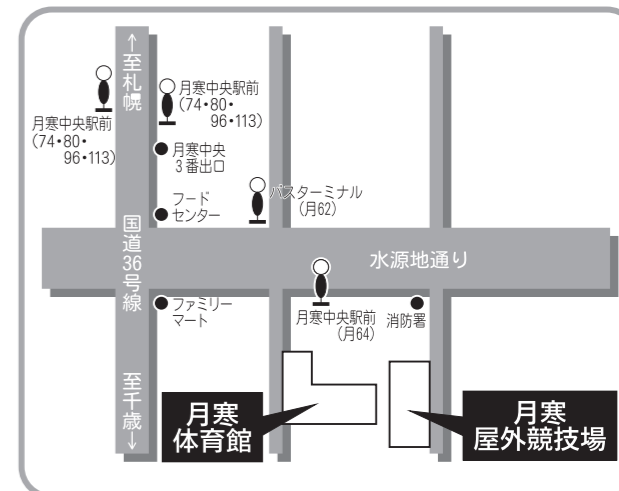 ↑至札幌
月寒中央駅前
(74・80・
96・113)
月寒中央駅前
(74・80・
96・113)
月寒中央
3番出口
フード
センター
バスターミナル
(月62)
国道36号線
水源地通り
ファミリー
マート
月寒中央駅前
(月64)
消防署
至千歳↓
月寒
体育館
月寒
屋外競技場